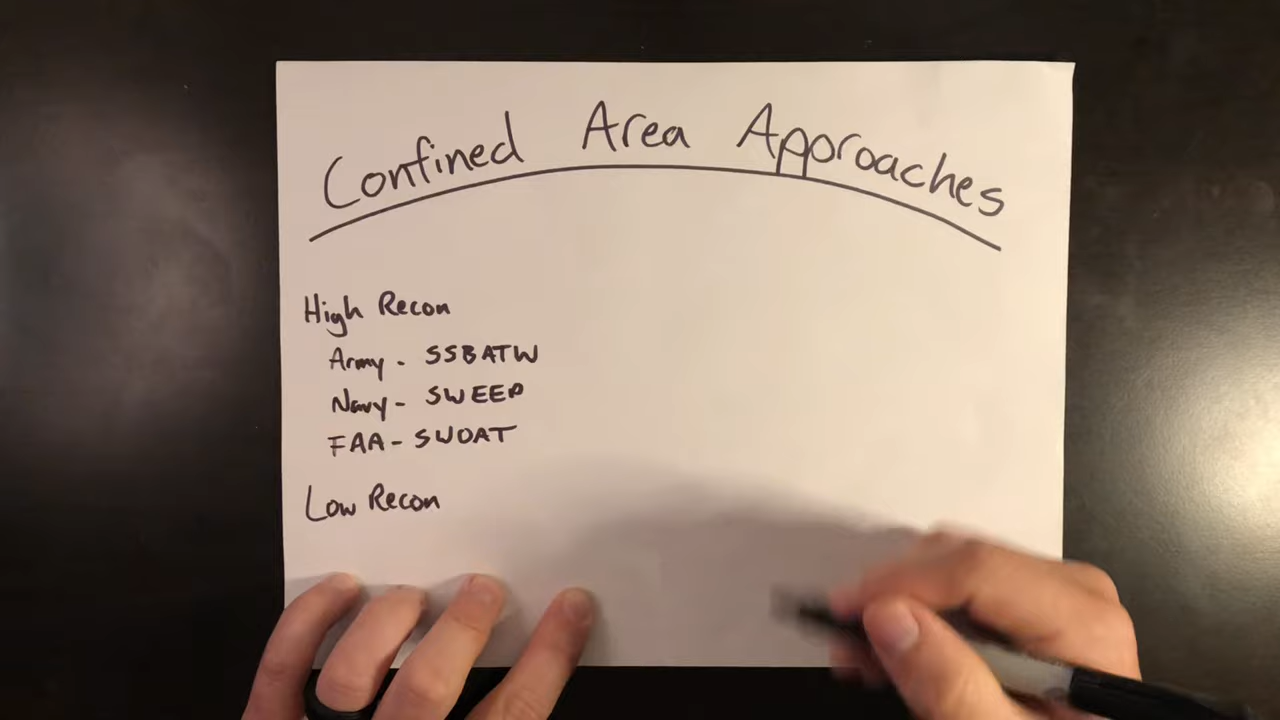 Confined Area Approaches
High Recon
Army - SSBATW
Navy - SWEEP
FAA - SWOAT
Low Recon